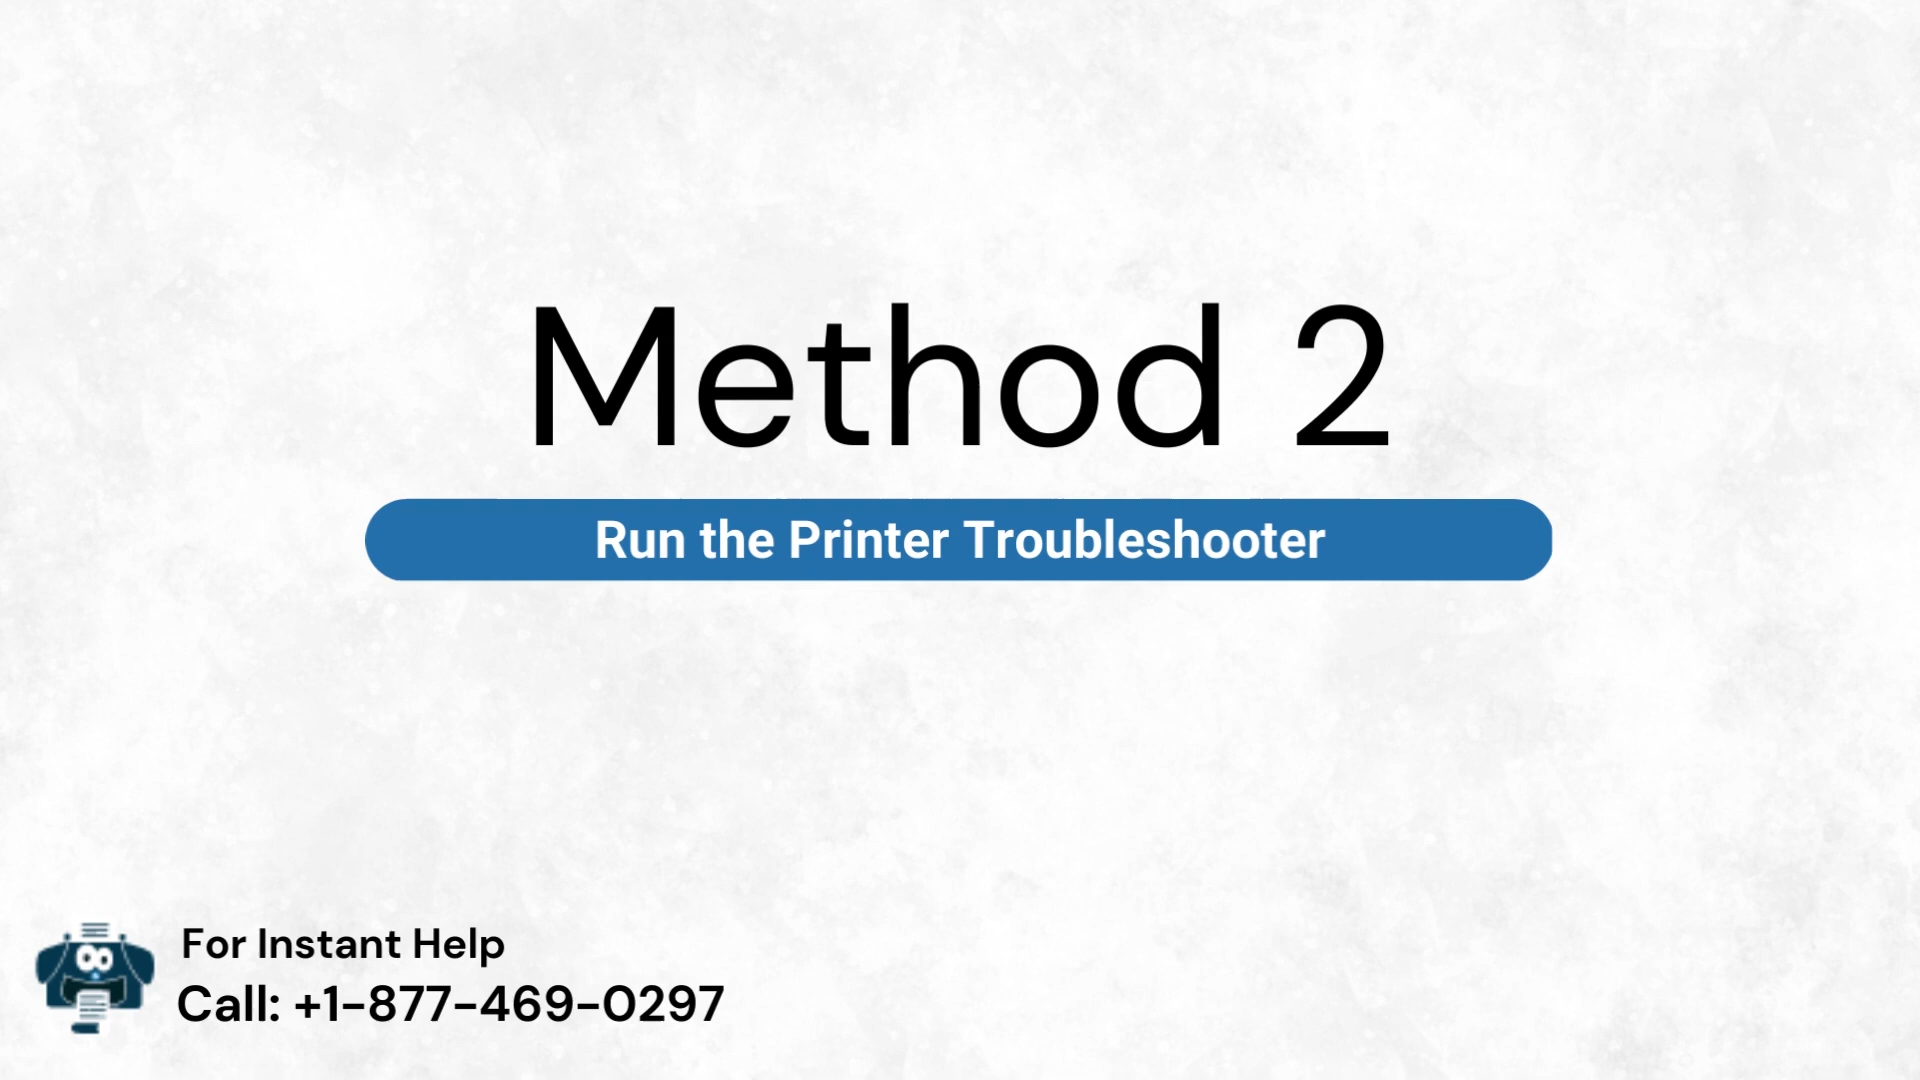 Method 2
Run the Printer Troubleshooter
For Instant Help
Call: +1-877-469-0297